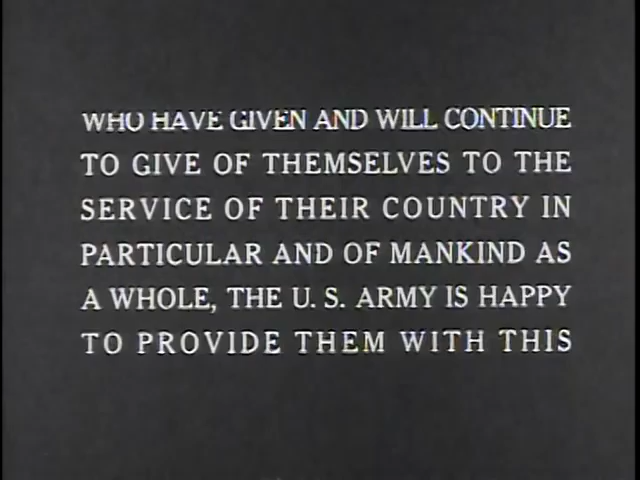 WHO HAVE GIVEN AND WILL CONTINUE
TO GIVE OF THEMSELVES TO THE
SERVICE OF THEIR COUNTRY IN
PARTICULAR AND OF MANKIND AS
A WHOLE, THE U. S. ARMY IS HAPPY
TO PROVIDE THEM WITH THIS